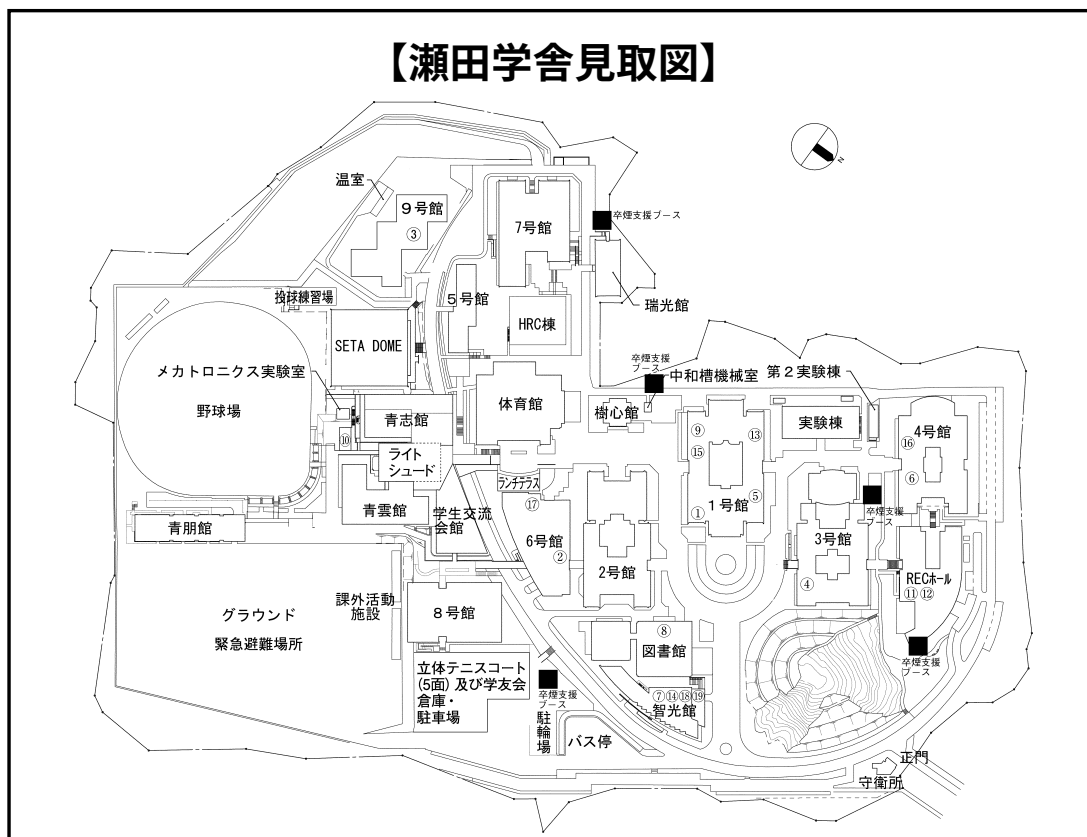 【瀬田学舎見取図】
N
温室
9号館
③
7号館
卒煙支援ブース
瑞光館
5号館
HRC棟
投球練習場
SETA DOME
メカトロニクス実験室
野球場
⑩
青志館
体育館
卒煙支援
ブース
中和槽機械室
第2実験棟
樹心館
⑨
⑬
⑮
実験棟
4号館
⑯
⑥
ライト
シュード
ランチテラス
⑰
1号館
⑤
①
卒煙支援
ブース
青雲館
学生交流
会館
青朋館
6号館
②
2号館
3号館
④
RECホール
⑪⑫
卒煙支援
ブース
課外活動
施設
8号館
グラウンド
緊急避難場所
⑧
図書館
立体テニスコート
(5面) 及び学友会
倉庫・
駐車場
卒煙支援
ブース
⑦⑭⑱⑲
智光館
駐輪場
バス停
正門
守衛所